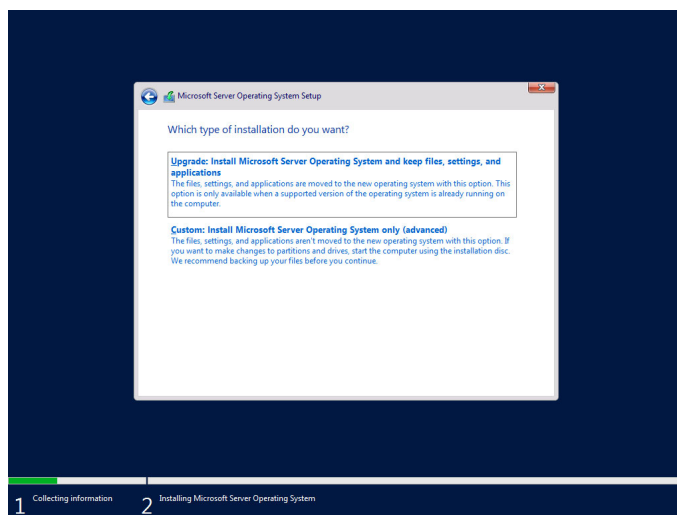 Microsoft Server Operating System Setup
Which type of installation do you want?
Upgrade: Install Microsoft Server Operating System and keep files, settings, and
applications
The files, settings, and applications are moved to the new operating system with this option. This
option is only available when a supported version of the operating system is already running on
the computer.
Custom: Install Microsoft Server Operating System only (advanced)
The files, settings, and applications aren't moved to the new operating system with this option. If
you want to make changes to partitions and drives, start the computer using the installation disc.
We recommend backing up your files before you continue.
1 Collecting information
2 Installing Microsoft Server Operating System